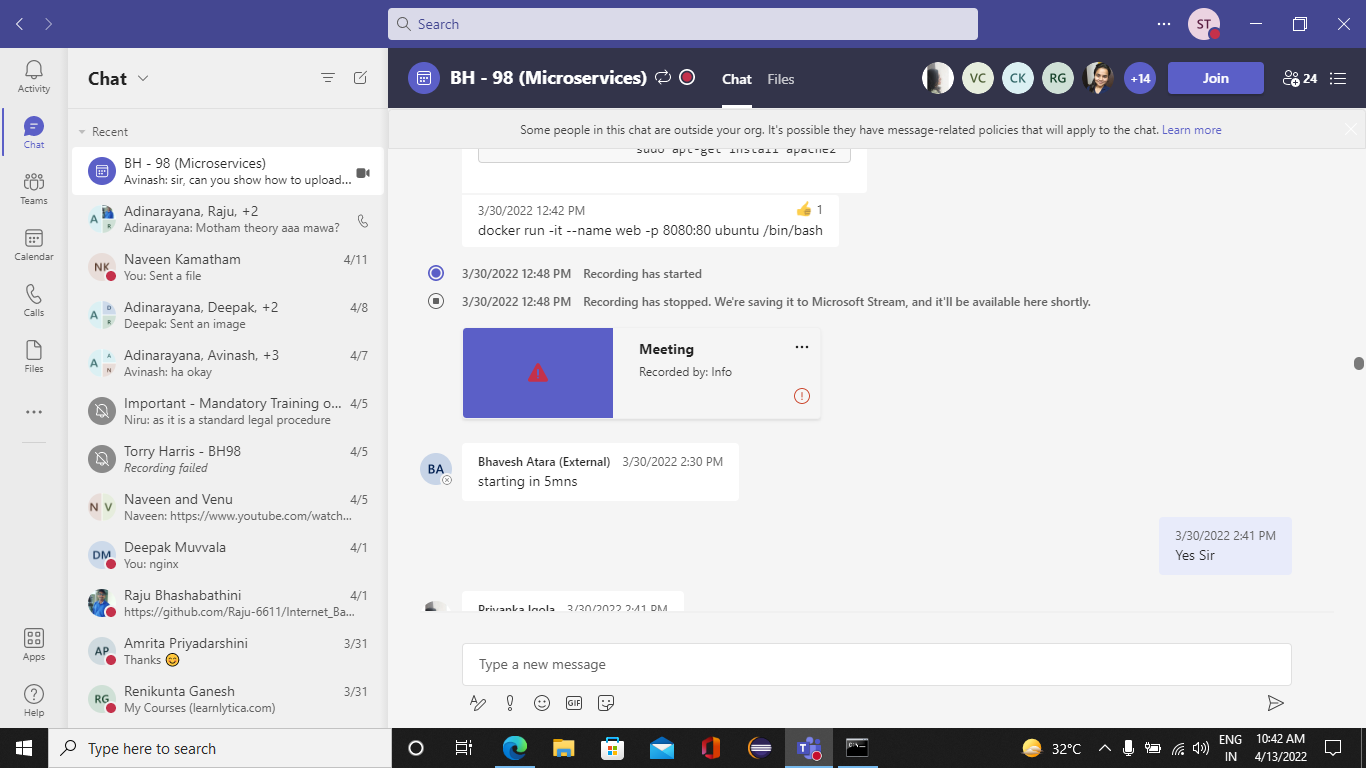 Search
ST
Activity
Chat
Teams
Calendar
Calls
Files
Apps
Help
Chat
Recent
BH - 98 (Microservices)
Avinash: sir, can you show how to upload...
Adinarayana, Raju, +2
Adinarayana: Motham theory aaa mawa?
A
R
Naveen Kamatham 4/11
You: Sent a file
NK
Adinarayana, Deepak, +2 4/8
Deepak: Sent an image
A
D
R
Adinarayana, Avinash, +3 4/7
Avinash: ha okay
A
A
N
Important - Mandatory Training o... 4/5
Niru: as it is a standard legal procedure
Torry Harris - BH98 4/5
Recording failed
Naveen and Venu 4/5
Naveen: https://www.youtube.com/watch...
N V
Deepak Muvvala 4/1
You: nginx
DM
Raju Bhashabathini 4/1
https://github.com/Raju-6611/Internet_Ba...
Amrita Priyadarshini 3/31
Thanks 😊
AP
Renikunta Ganesh 3/31
My Courses (learnlytica.com)
RG
BH - 98 (Microservices)
Chat Files
VC CK RG +14
Join
24
Some people in this chat are outside your org. It's possible they have message-related policies that will apply to the chat. Learn more
sudo apt-get install apache2
3/30/2022 12:42 PM 👍 1
docker run -it --name web -p 8080:80 ubuntu /bin/bash
3/30/2022 12:48 PM Recording has started
3/30/2022 12:48 PM Recording has stopped. We're saving it to Microsoft Stream, and it'll be available here shortly.
Meeting
Recorded by: Info
BA
Bhavesh Atara (External) 3/30/2022 2:30 PM
starting in 5mns
3/30/2022 2:41 PM
Yes Sir
Priyanka Igola 3/30/2022 2:41 PM
Type a new message
GIF
Type here to search
32°C
ENG
IN
10:42 AM
4/13/2022